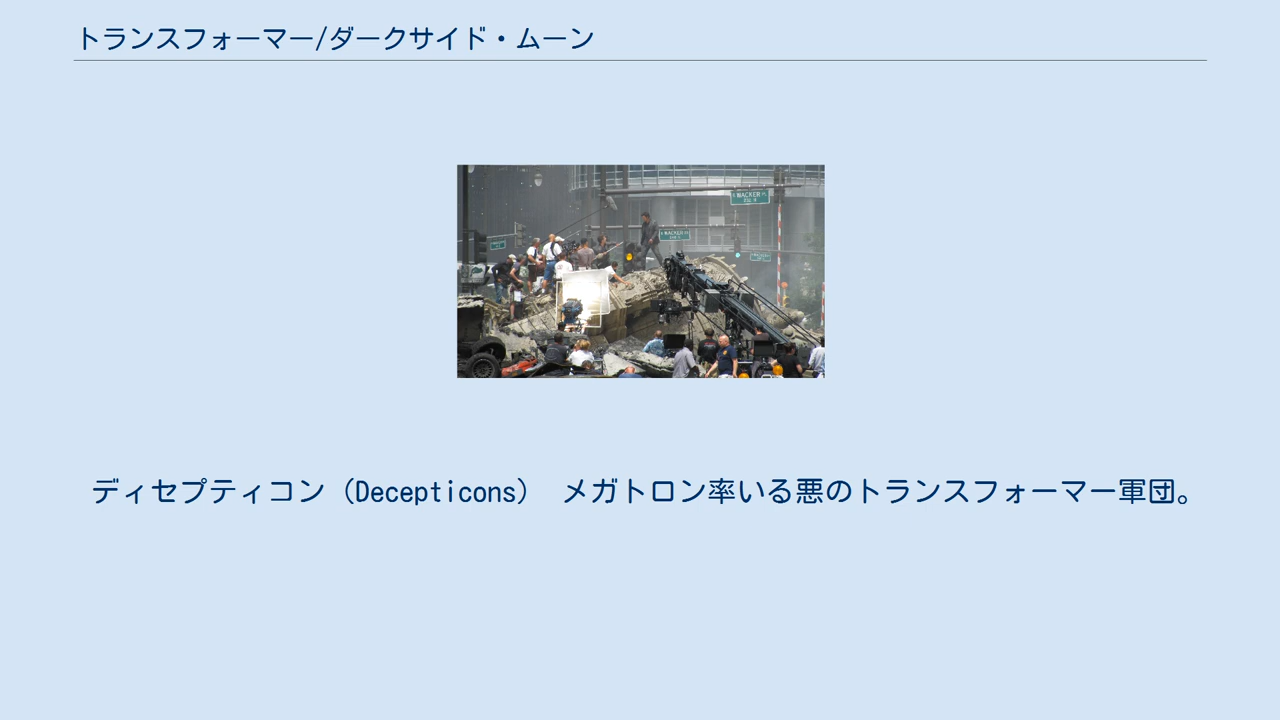 トランスフォーマー/ダークサイド・ムーン
WACKER
WACKER
ディセプティコン（Decepticons） メガトロン率いる悪のトランスフォーマー軍団。